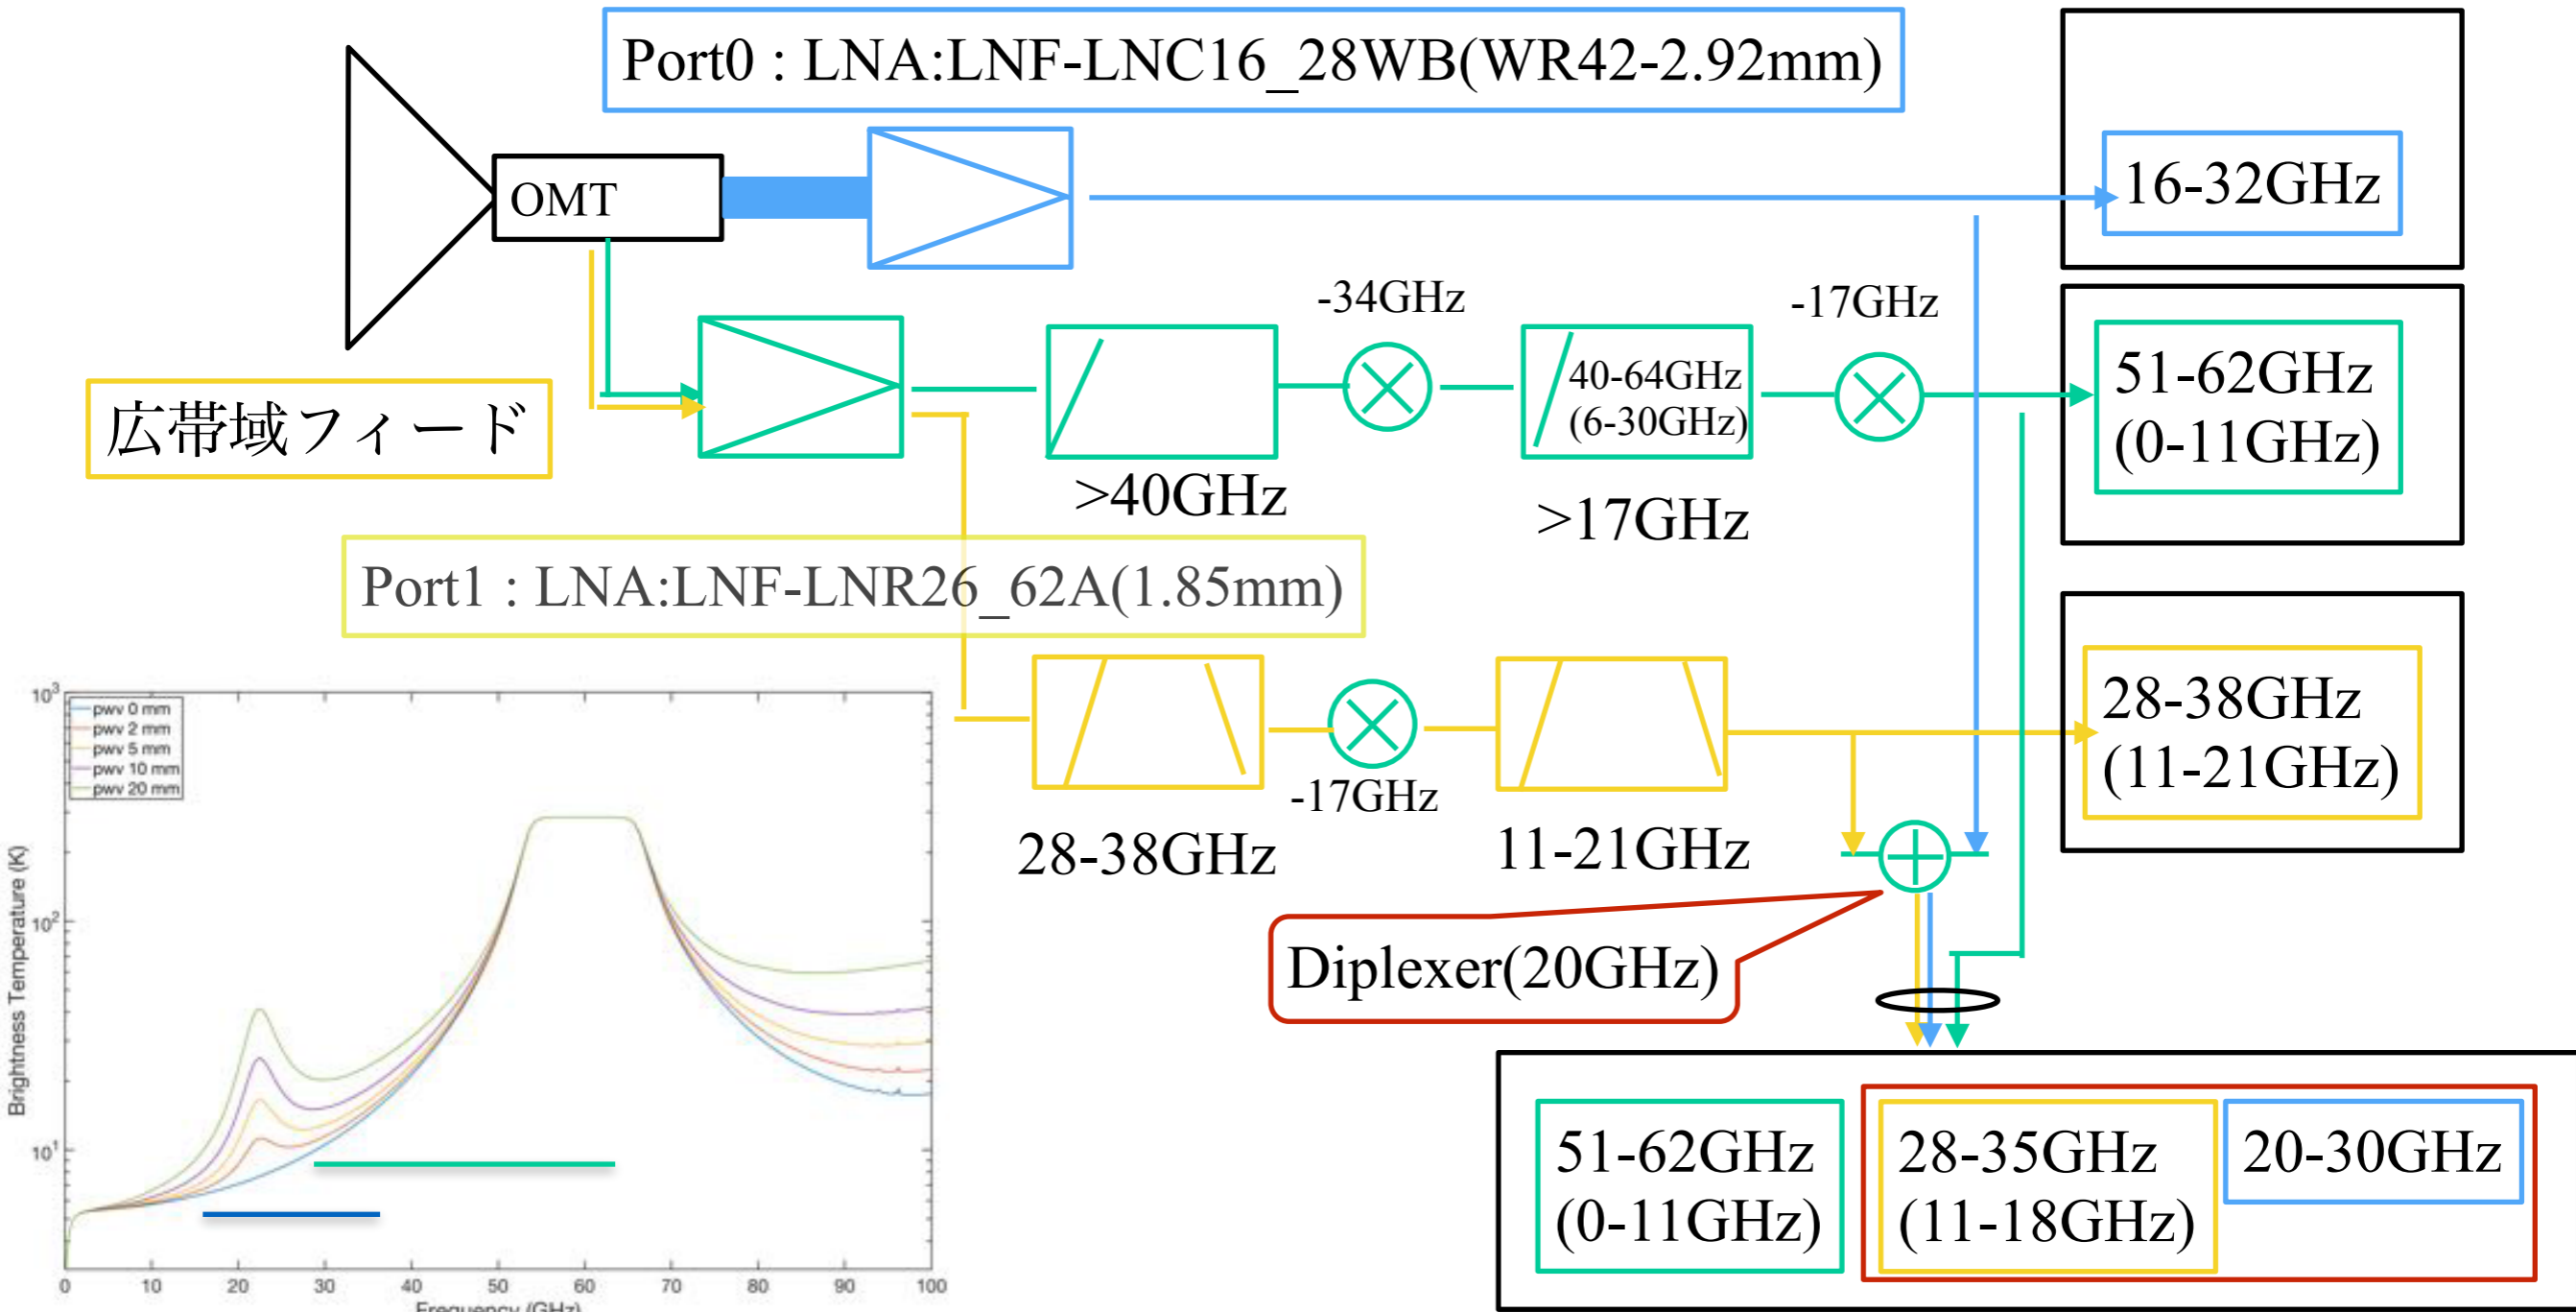 Port0 : LNA:LNF-LNC16_28WB(WR42-2.92mm)
OMT
16-32GHz
-34GHz
-17GHz
40-64GHz
(6-30GHz)
51-62GHz
(0-11GHz)
広帯域フィード
>40GHz
>17GHz
Port1 : LNA:LNF-LNR26_62A(1.85mm)
28-38GHz
(11-21GHz)
-17GHz
28-38GHz
11-21GHz
Diplexer(20GHz)
51-62GHz
(0-11GHz)
28-35GHz
(11-18GHz)
20-30GHz
pwv 0 mm
pwv 2 mm
pwv 5 mm
pwv 10 mm
pwv 20 mm
Brightness Temperature (K)
10³
10²
10¹
0 10 20 30 40 50 60 70 80 90 100
Frequency (GHz)